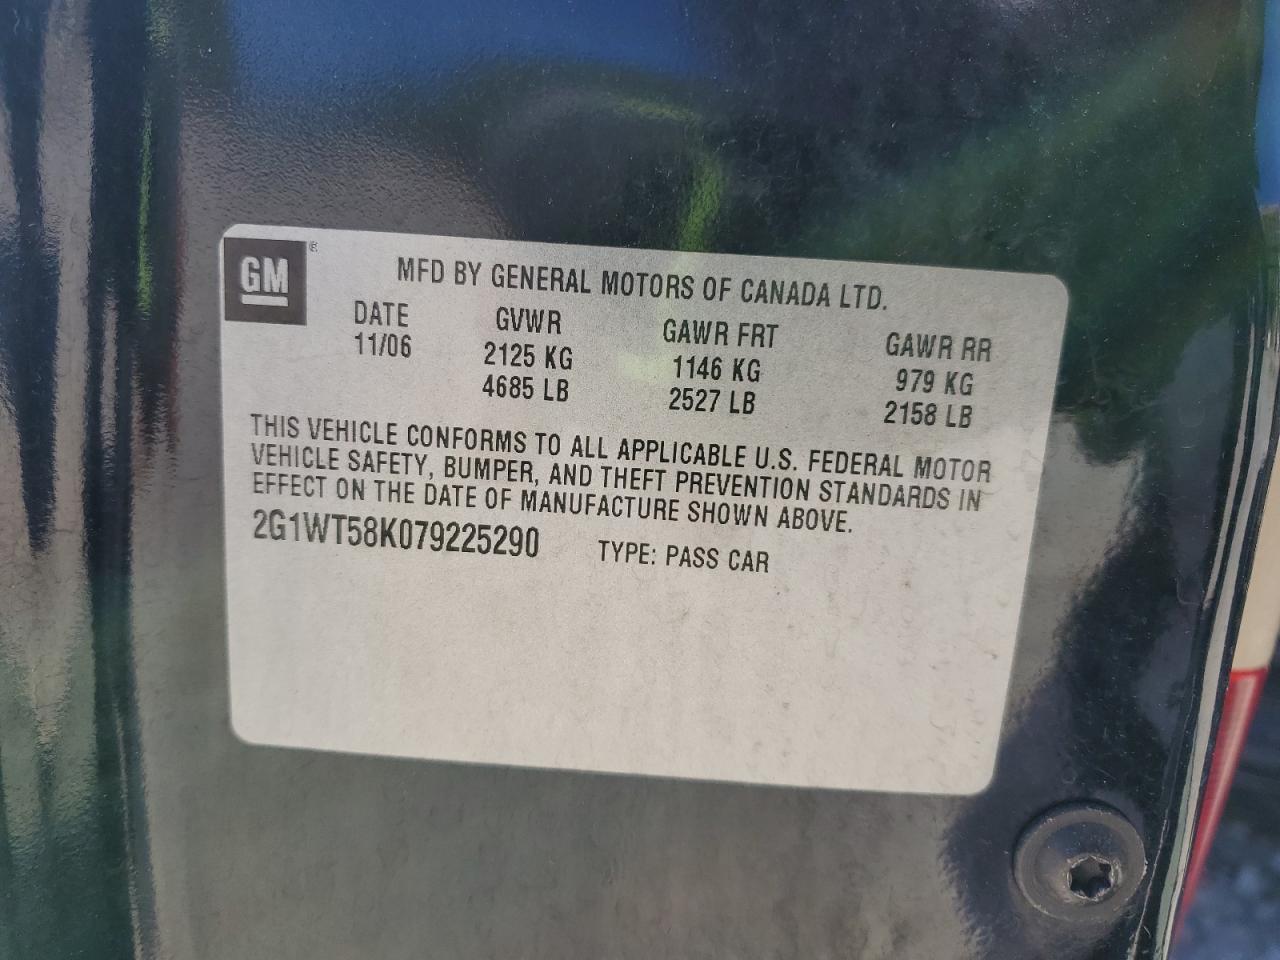 GM ®
MFD BY GENERAL MOTORS OF CANADA LTD.
DATE GVWR GAWR FRT GAWR RR
11/06 2125 KG 1146 KG 979 KG
4685 LB 2527 LB 2158 LB
THIS VEHICLE CONFORMS TO ALL APPLICABLE U.S. FEDERAL MOTOR
VEHICLE SAFETY, BUMPER, AND THEFT PREVENTION STANDARDS IN
EFFECT ON THE DATE OF MANUFACTURE SHOWN ABOVE.
2G1WT58K079225290 TYPE: PASS CAR